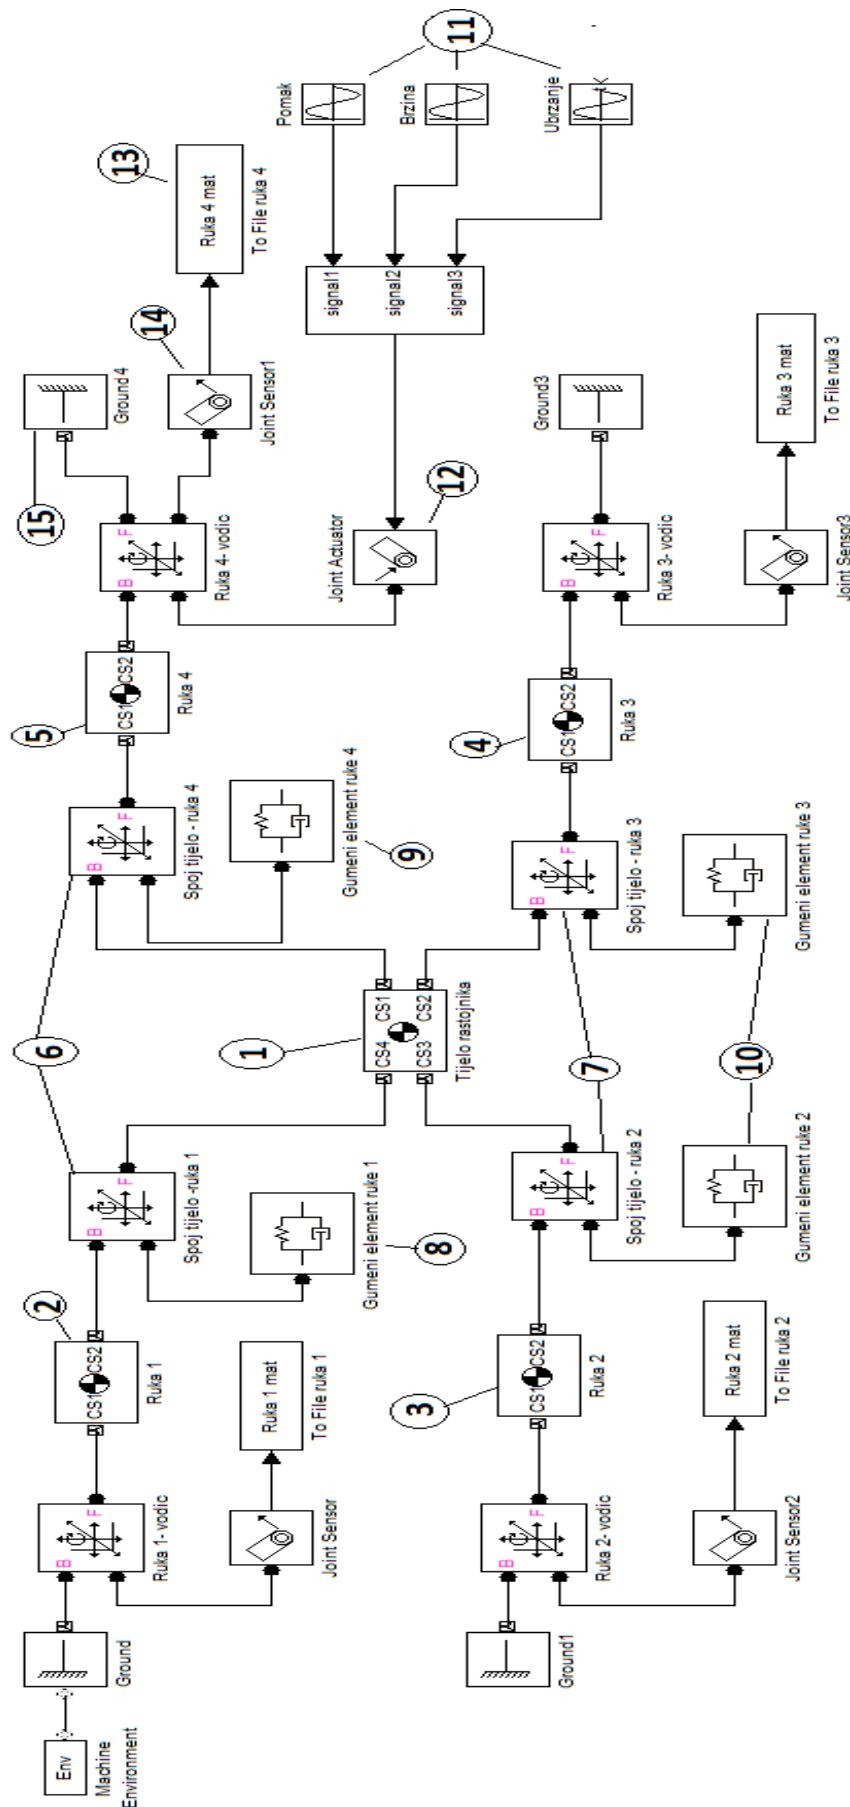 Env
Machine
Environment
Ground
B
F
Ruka 1- vodic
Joint Sensor
Ruka 1 mat
To File ruka 1
2
CS1
CS2
Ruka 1
B
F
Spoj tijelo -ruka 1
Gumeni element ruke 1
8
6
1
CS4
CS1
CS3
CS2
Tijelo rastojnika
B
F
Spoj tijelo - ruka 4
Gumeni element ruke 4
9
5
CS1
CS2
Ruka 4
B
F
Ruka 4- vodic
15
Ground4
14
Joint Sensor1
13
Ruka 4 mat
To File ruka 4
Joint Actuator
12
signal1
signal2
signal3
Pomak
Brzina
Ubrzanje
t
11
Ground1
B
F
Ruka 2- vodic
Joint Sensor2
Ruka 2 mat
To File ruka 2
3
CS1
CS2
Ruka 2
B
F
Spoj tijelo - ruka 2
Gumeni element ruke 2
7
10
B
F
Spoj tijelo - ruka 3
Gumeni element ruke 3
4
CS1
CS2
Ruka 3
B
F
Ruka 3- vodic
Ground3
Joint Sensor3
Ruka 3 mat
To File ruka 3